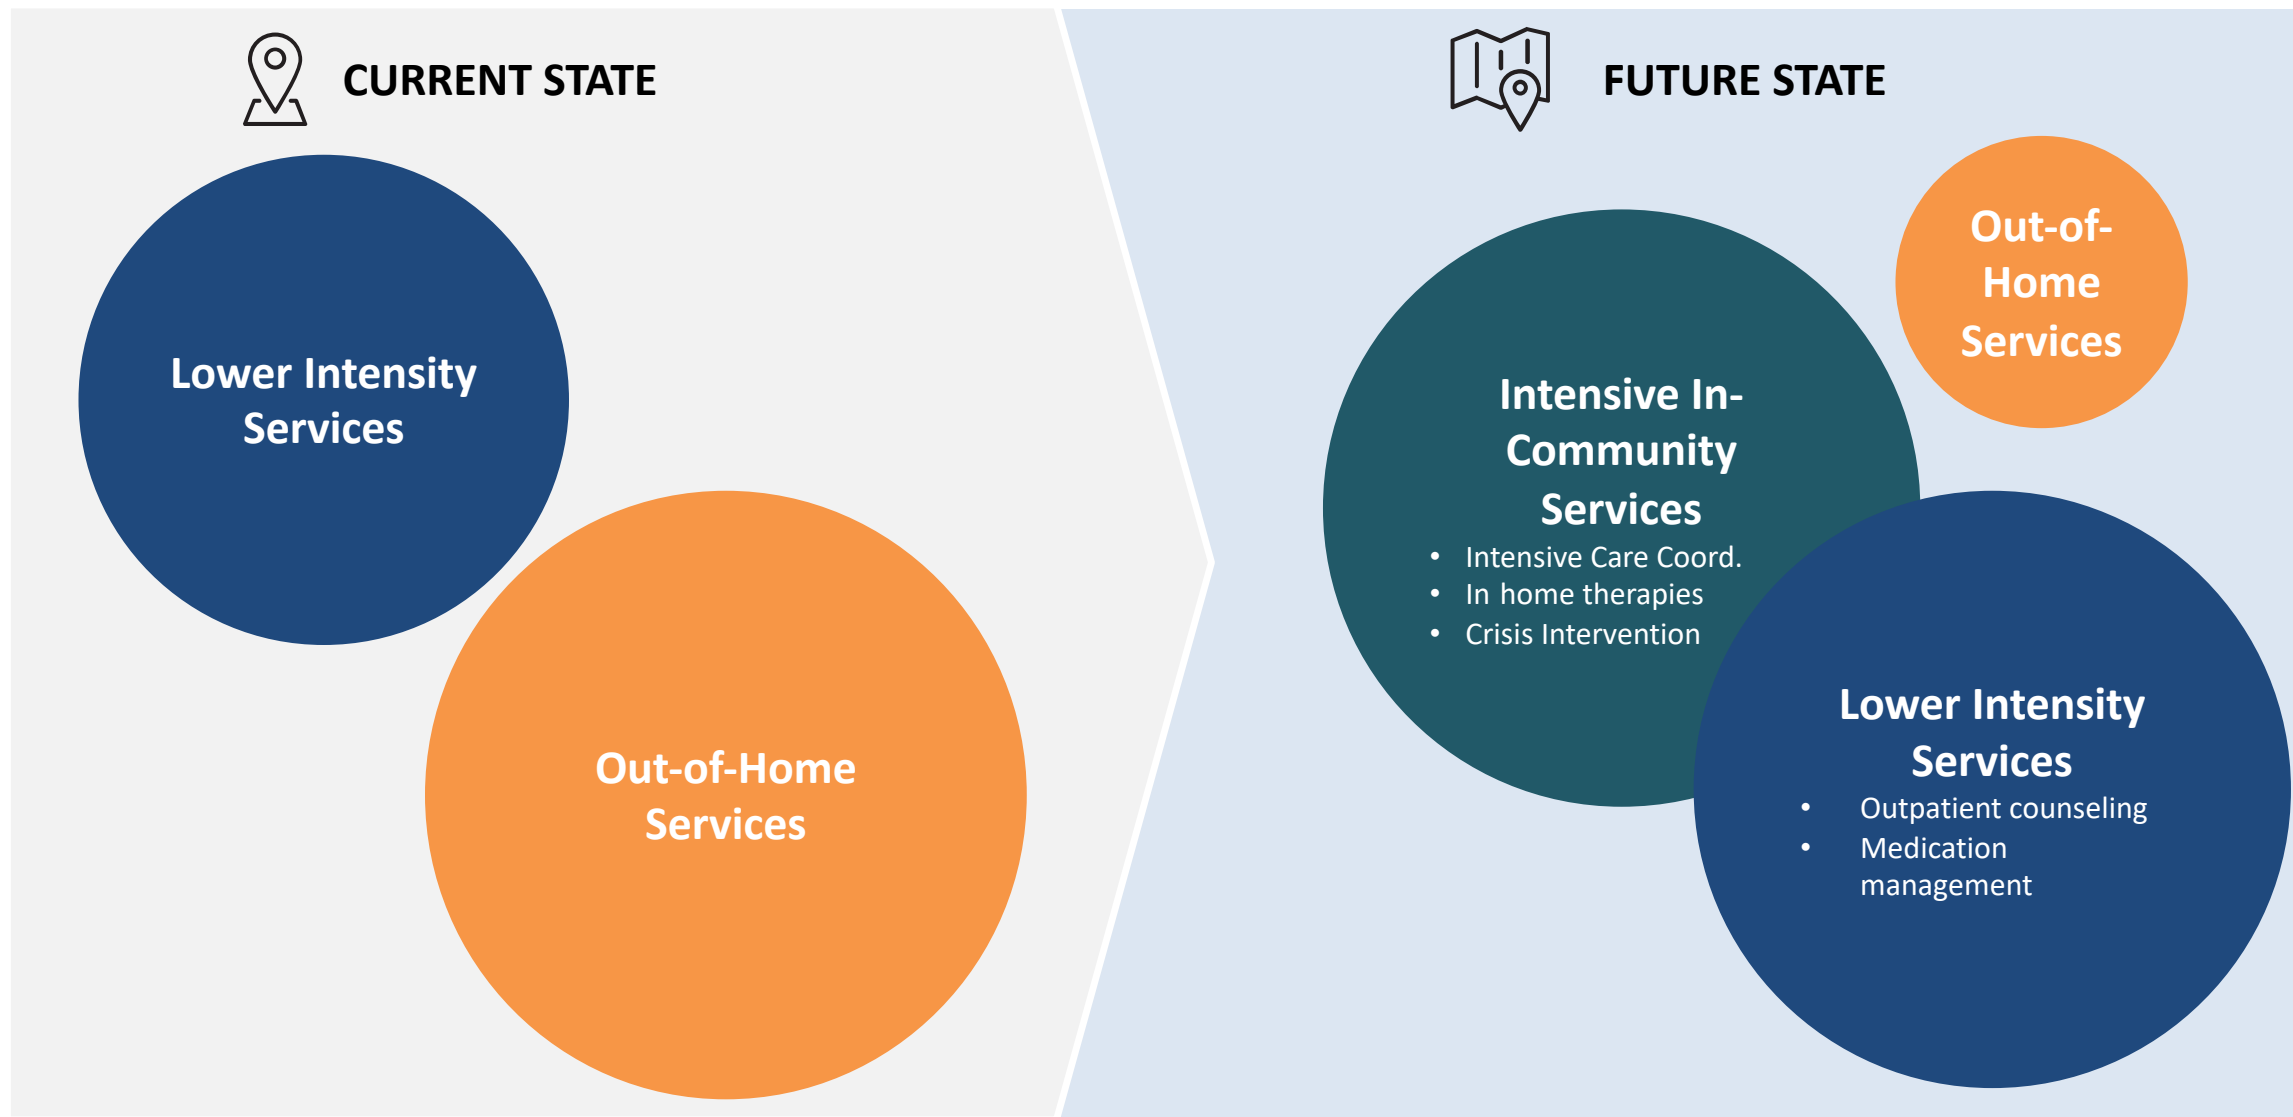 CURRENT STATE
Lower Intensity
Services
Out-of-Home
Services
FUTURE STATE
Out-of-
Home
Services
Intensive In-
Community
Services
• Intensive Care Coord.
• In home therapies
• Crisis Intervention
Lower Intensity
Services
• Outpatient counseling
• Medication
management